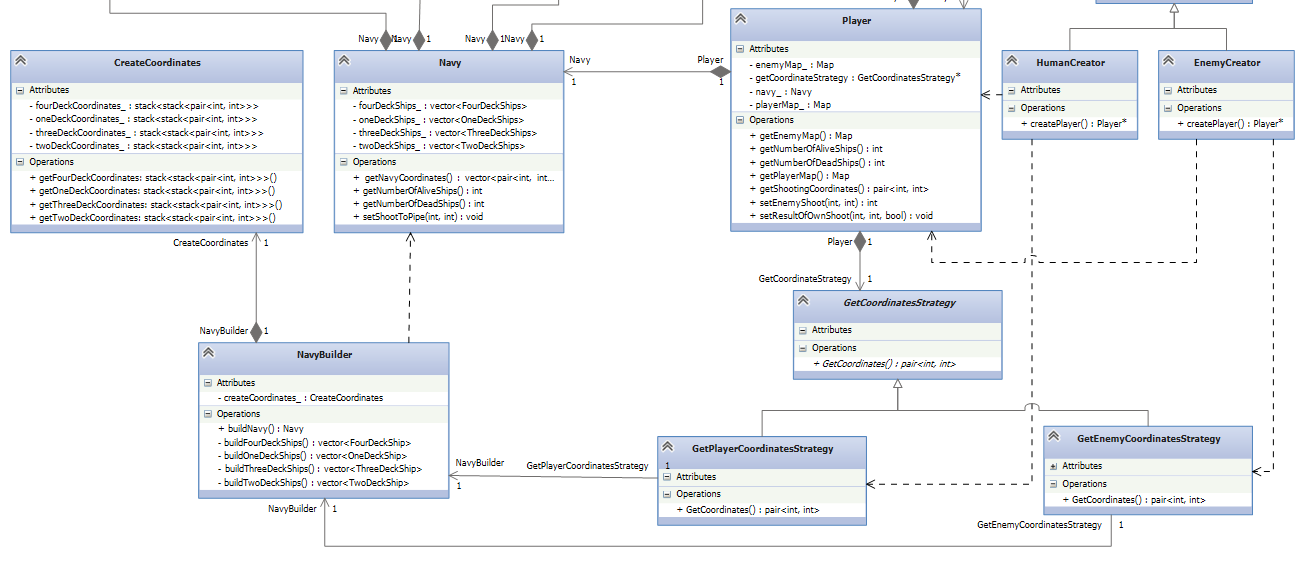 Navy
1
Navy
1
Navy
1
Navy
1
CreateCoordinates
Attributes
- fourDeckCoordinates_ : stack<stack<pair<int, int>>>
- oneDeckCoordinates_ : stack<stack<pair<int, int>>>
- threeDeckCoordinates_ : stack<stack<pair<int, int>>>
- twoDeckCoordinates_ : stack<stack<pair<int, int>>>
Operations
+ getFourDeckCoordinates: stack<stack<pair<int, int>>>()
+ getOneDeckCoordinates: stack<stack<pair<int, int>>>()
+ getThreeDeckCoordinates: stack<stack<pair<int, int>>>()
+ getTwoDeckCoordinates: stack<stack<pair<int, int>>>()
Navy
Attributes
- fourDeckShips_ : vector<FourDeckShips>
- oneDeckShips_ : vector<OneDeckShips>
- threeDeckShips_ : vector<ThreeDeckShips>
- twoDeckShips_ : vector<TwoDeckShips>
Operations
+ getNavyCoordinates() : vector<pair<int, int...
+ getNumberOfAliveShips() : int
+ getNumberOfDeadShips() : int
+ setShootToPipe(int, int) : void
Navy
1
Player
1
Player
Attributes
- enemyMap_ : Map
- getCoordinateStrategy : GetCoordinatesStrategy*
- navy_ : Navy
- playerMap_ : Map
Operations
+ getEnemyMap() : Map
+ getNumberOfAliveShips() : int
+ getNumberOfDeadShips() : int
+ getPlayerMap() : Map
+ getShootingCoordinates() : pair<int, int>
+ setEnemyShoot(int, int) : int
+ setResultOfOwnShoot(int, int, bool) : void
HumanCreator
Attributes
Operations
+ createPlayer() : Player*
EnemyCreator
Attributes
Operations
+ createPlayer() : Player*
CreateCoordinates
1
NavyBuilder
1
Player
1
GetCoordinateStrategy
1
GetCoordinatesStrategy
Attributes
Operations
+ GetCoordinates() : pair<int, int>
NavyBuilder
Attributes
- createCoordinates_ : CreateCoordinates
Operations
+ buildNavy() : Navy
- buildFourDeckShips() : vector<FourDeckShip>
- buildOneDeckShips() : vector<OneDeckShip>
- buildThreeDeckShips() : vector<ThreeDeckShip>
- buildTwoDeckShips() : vector<TwoDeckShip>
NavyBuilder
1
GetPlayerCoordinatesStrategy
1
GetPlayerCoordinatesStrategy
Attributes
Operations
+ GetCoordinates() : pair<int, int>
GetEnemyCoordinatesStrategy
Attributes
Operations
+ GetCoordinates() : pair<int, int>
NavyBuilder
1
GetEnemyCoordinatesStrategy
1